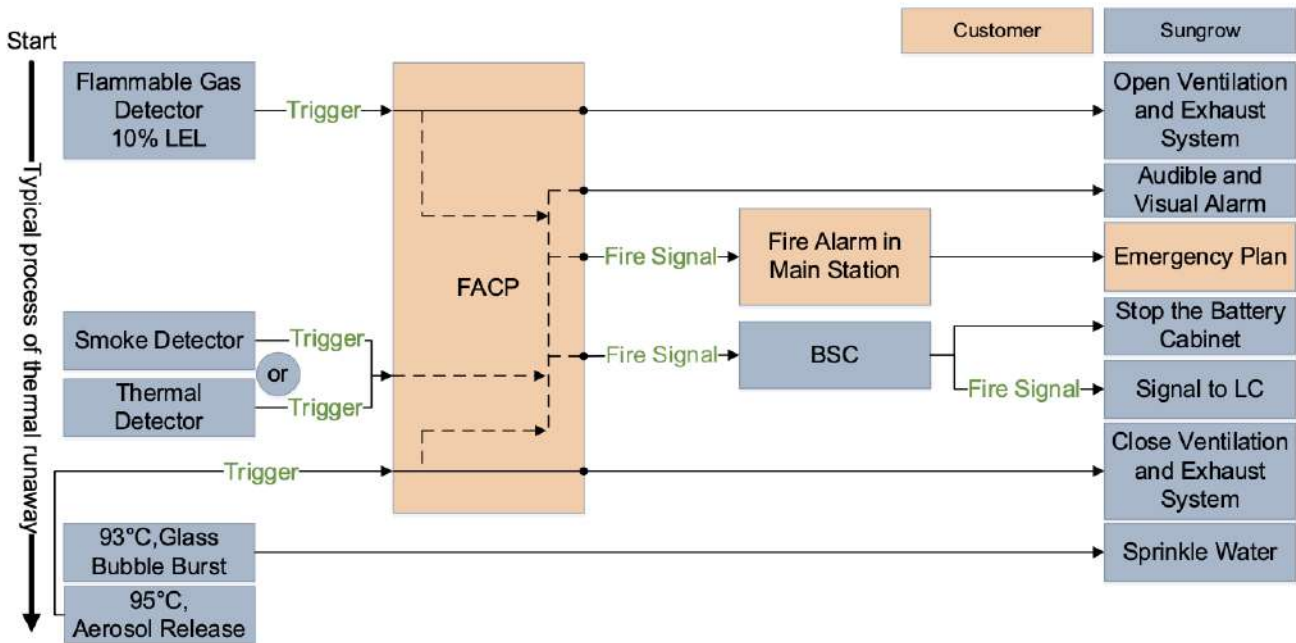 Customer
Sungrow
Start
Typical process of thermal runaway
Flammable Gas
Detector
10% LEL
Trigger
Open Ventilation
and Exhaust
System
Audible and
Visual Alarm
Fire Signal
Fire Alarm in
Main Station
Emergency Plan
FACP
Smoke Detector
Trigger
or
Thermal
Detector
Trigger
Fire Signal
BSC
Stop the Battery
Cabinet
Fire Signal
Signal to LC
Trigger
Close Ventilation
and Exhaust
System
93°C,Glass
Bubble Burst
Sprinkle Water
95°C,
Aerosol Release